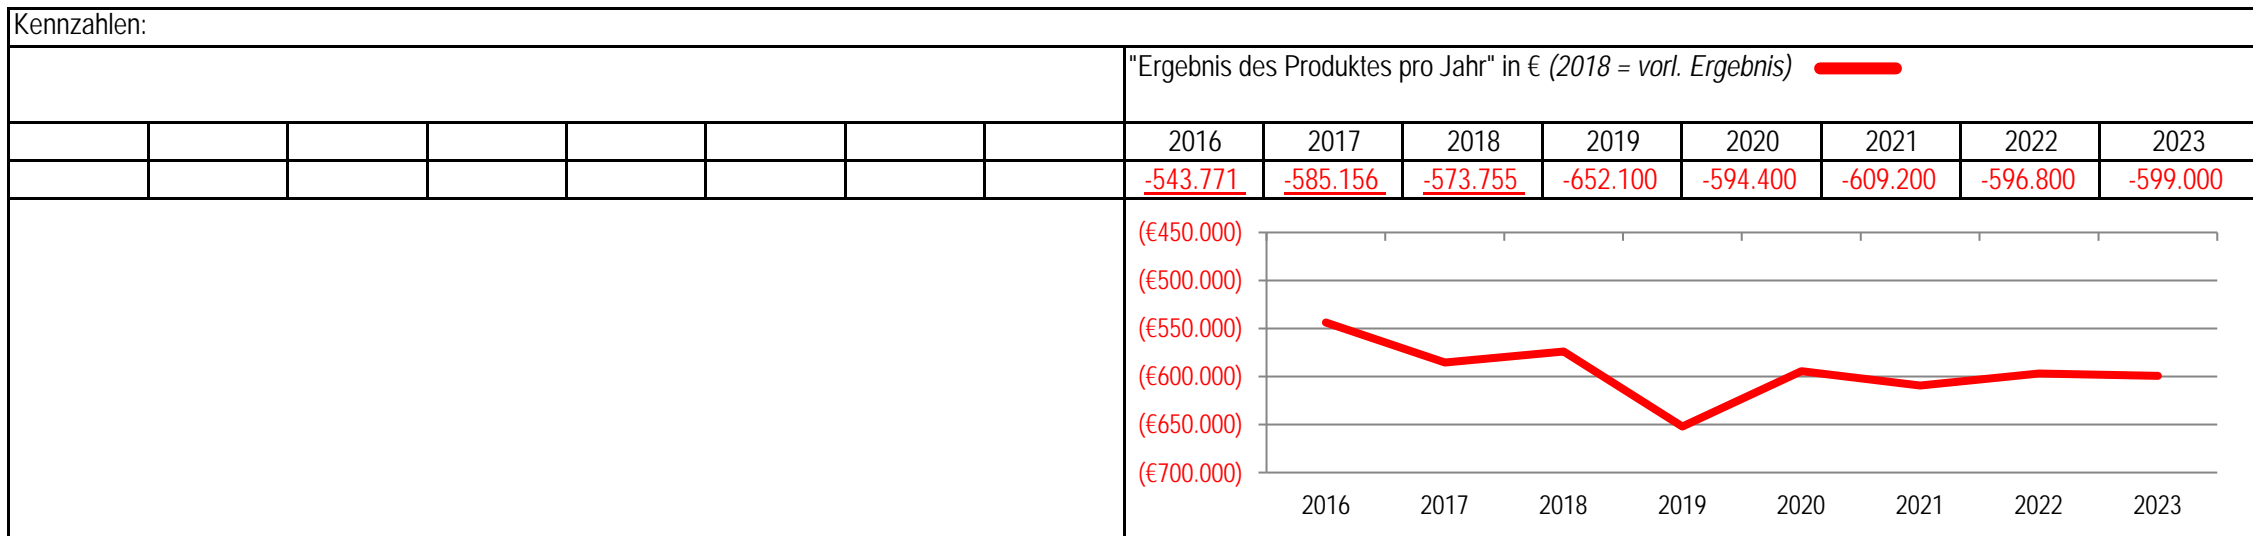 Kennzahlen:
"Ergebnis des Produktes pro Jahr" in € (2018 = vorl. Ergebnis)
2016 2017 2018 2019 2020 2021 2022 2023
-543.771 -585.156 -573.755 -652.100 -594.400 -609.200 -596.800 -599.000
(€450.000)
(€500.000)
(€550.000)
(€600.000)
(€650.000)
(€700.000)
2016 2017 2018 2019 2020 2021 2022 2023